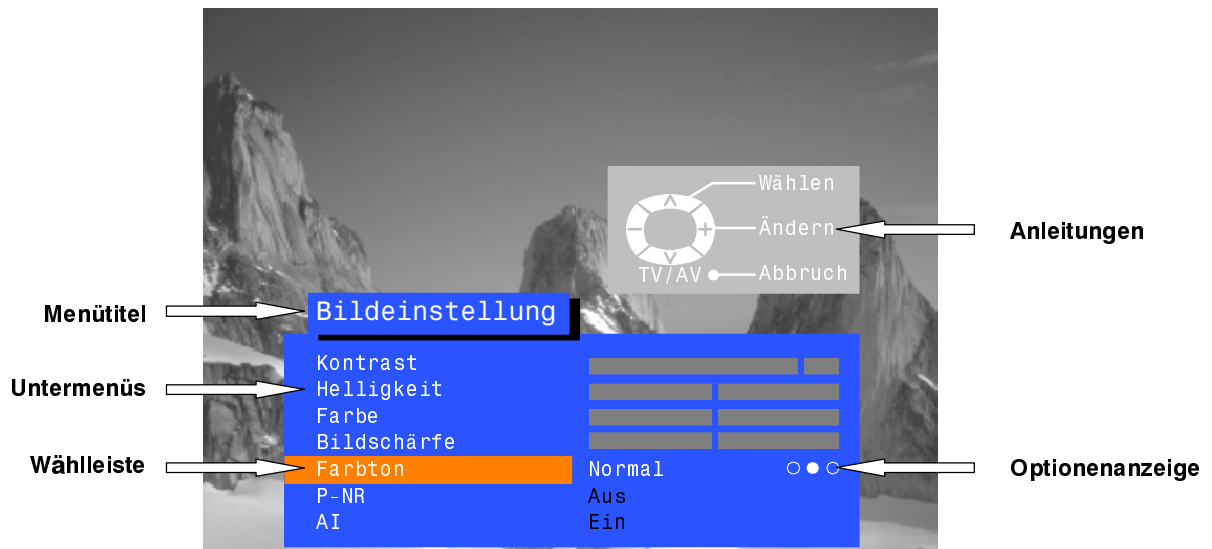 Wählen
Ändern
Anleitungen
TV/AV
Abbruch
Menütitel
Bildeinstellung
Kontrast
Untermenüs
Helligkeit
Farbe
Bildschärfe
Wählleiste
Farbton
Normal
Optionenanzeige
P-NR
Aus
AI
Ein